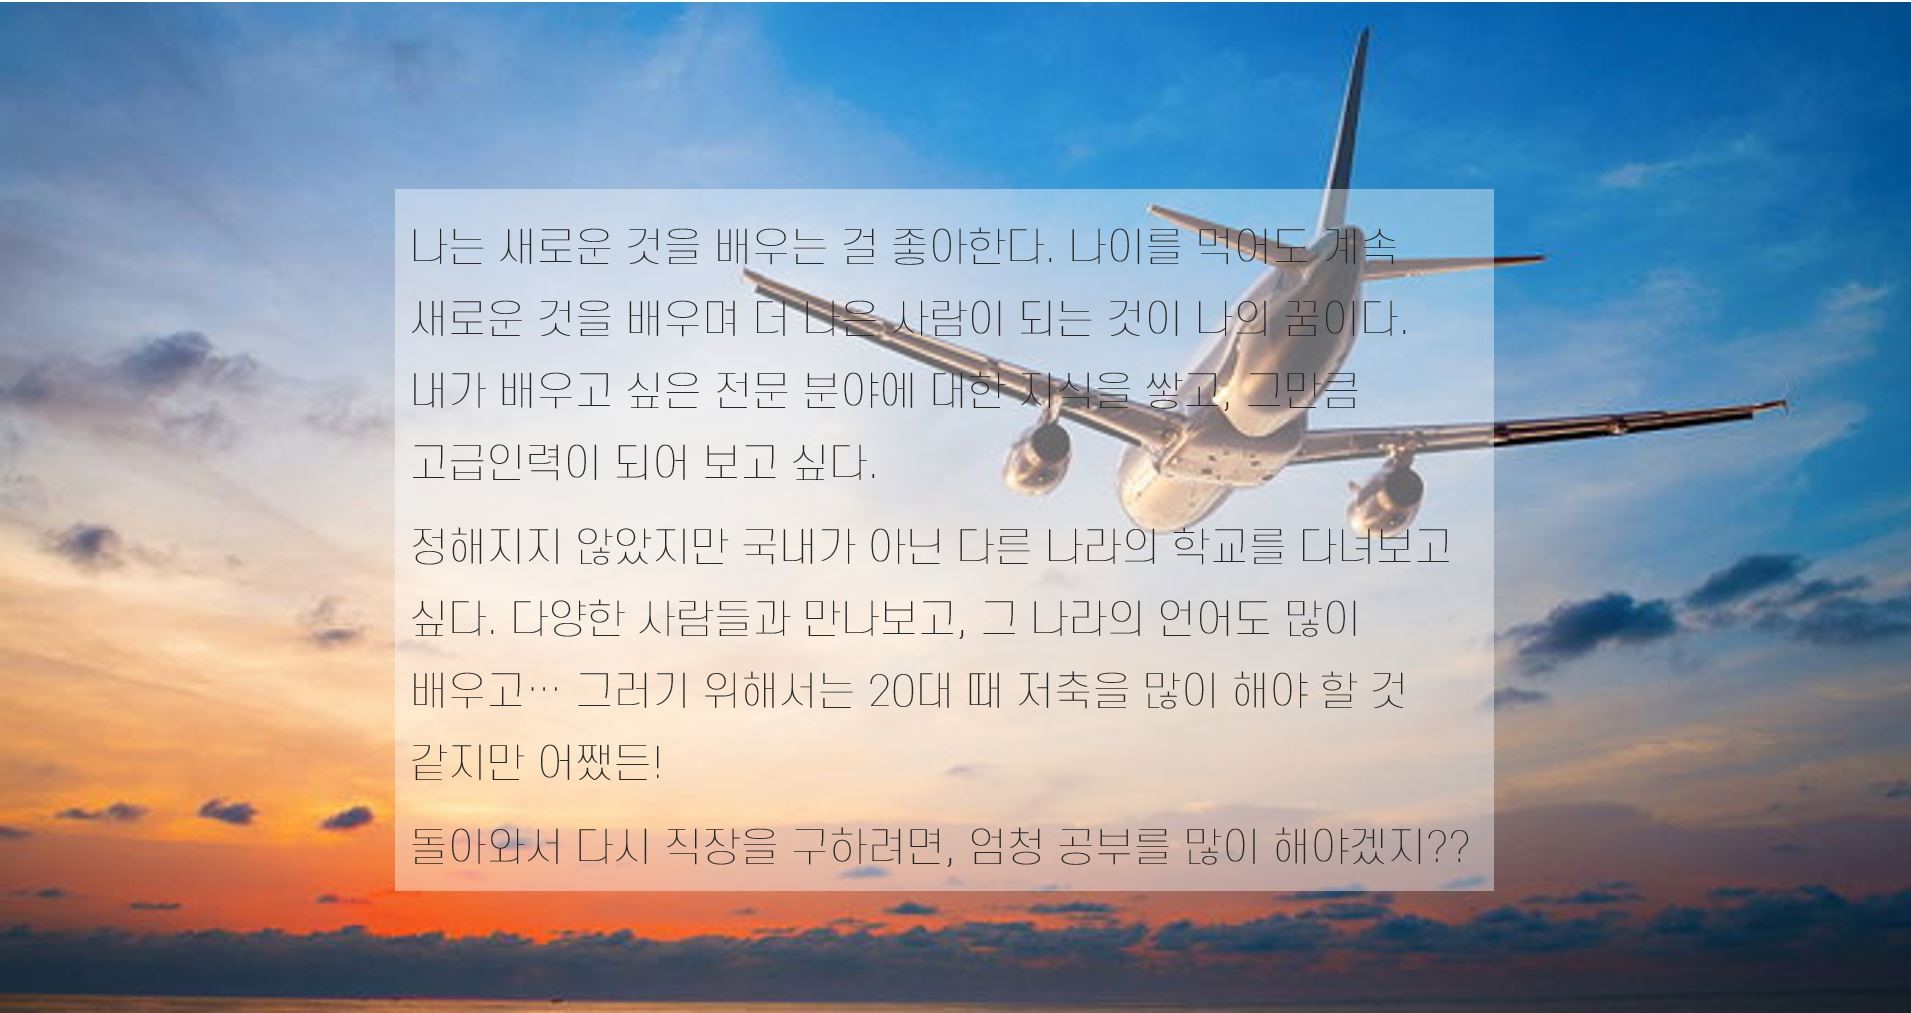 나는 새로운 것을 배우는 걸 좋아한다. 나이를 먹어도 계속
새로운 것을 배우며 더 나은 사람이 되는 것이 나의 꿈이다.
내가 배우고 싶은 전문 분야에 대한 지식을 쌓고, 그만큼
고급인력이 되어 보고 싶다.
정해지지 않았지만 국내가 아닌 다른 나라의 학교를 다녀보고
싶다. 다양한 사람들과 만나보고, 그 나라의 언어도 많이
배우고… 그러기 위해서는 20대 때 저축을 많이 해야 할 것
같지만 어쨌든!
돌아와서 다시 직장을 구하려면, 엄청 공부를 많이 해야겠지??